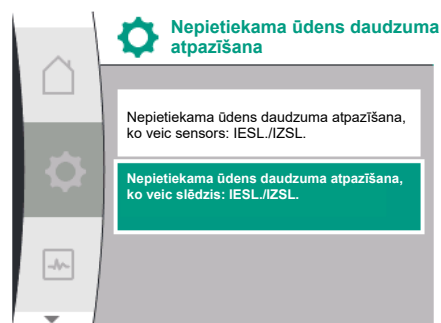 Nepietiekama ūdens daudzuma
atpazīšana
Nepietiekama ūdens daudzuma atpazīšana,
ko veic sensors: IESL./IZSL.
Nepietiekama ūdens daudzuma atpazīšana,
ko veic slēdzis: IESL./IZSL.